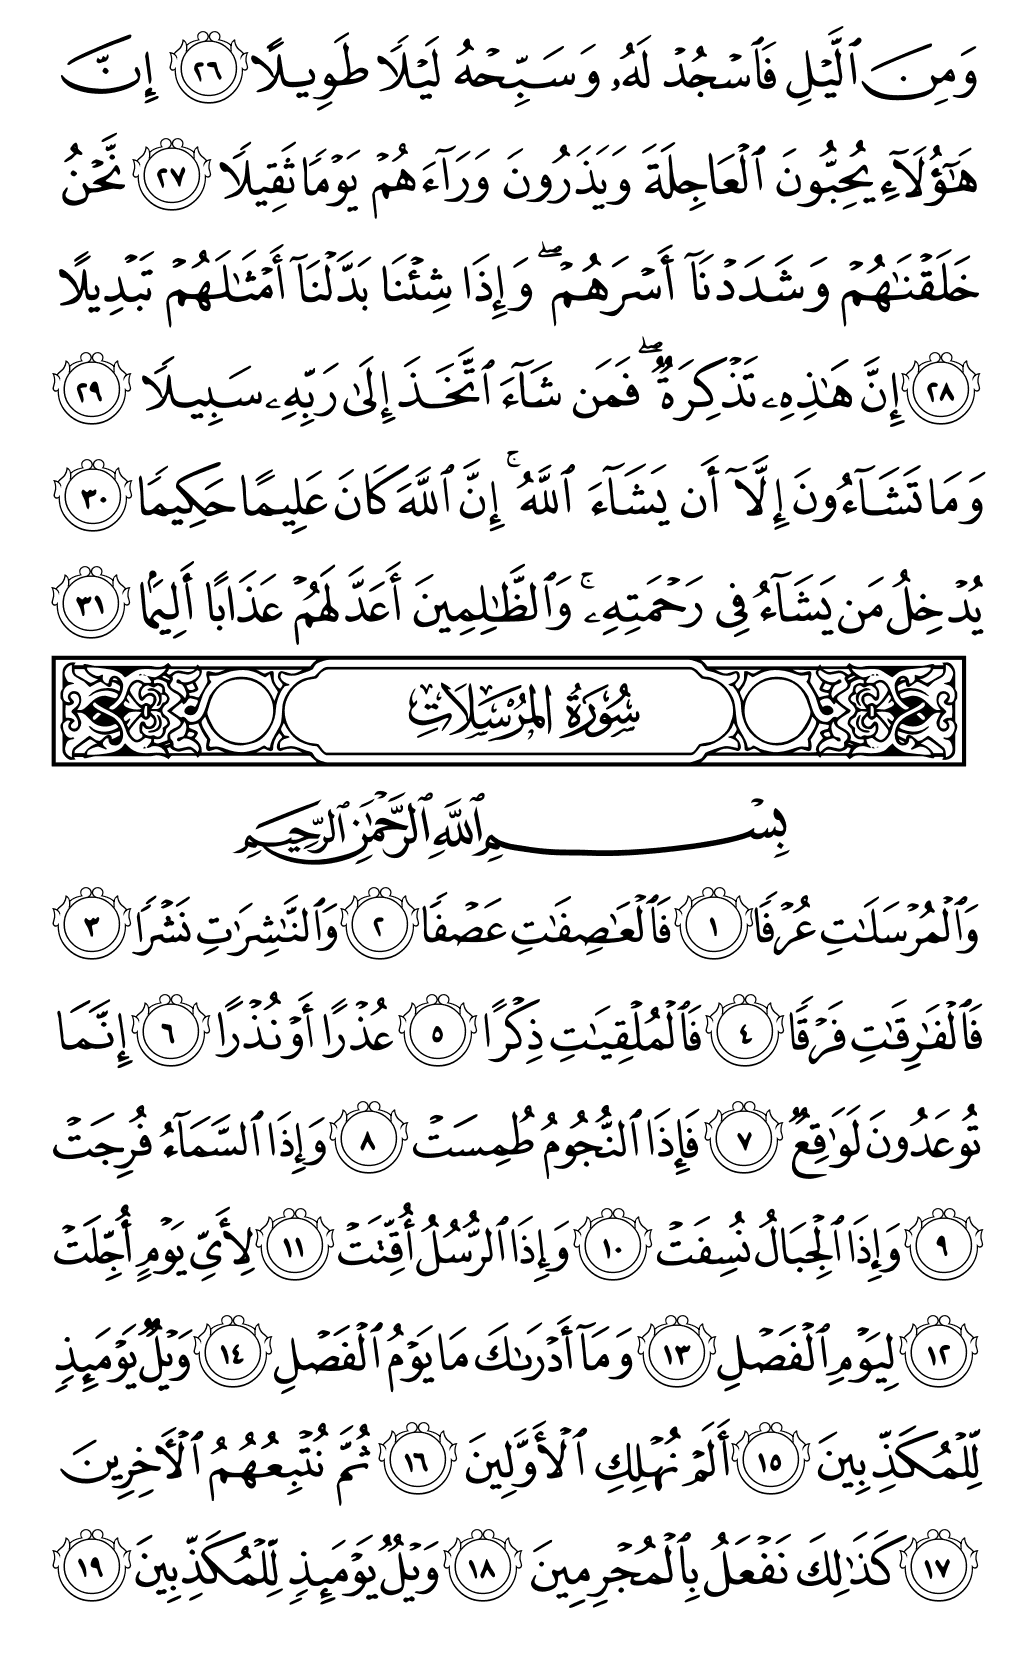 وَمِنَ ٱلَّيۡلِ فَٱسۡجُدۡ لَهُۥ وَسَبِّحۡهُ لَيۡلٗا طَوِيلًا ٢٦ إِنَّ
هَٰٓؤُلَآءِ يُحِبُّونَ ٱلۡعَاجِلَةَ وَيَذَرُونَ وَرَآءَهُمۡ يَوۡمٗا ثَقِيلٗا ٢٧ نَّحۡنُ
خَلَقۡنَٰهُمۡ وَشَدَدۡنَآ أَسۡرَهُمۡۖ وَإِذَا شِئۡنَا بَدَّلۡنَآ أَمۡثَٰلَهُمۡ تَبۡدِيلًا
٢٨ إِنَّ هَٰذِهِۦ تَذۡكِرَةٞۖ فَمَن شَآءَ ٱتَّخَذَ إِلَىٰ رَبِّهِۦ سَبِيلٗا ٢٩
وَمَا تَشَآءُونَ إِلَّآ أَن يَشَآءَ ٱللَّهُۚ إِنَّ ٱللَّهَ كَانَ عَلِيمًا حَكِيمٗا ٣٠
يُدۡخِلُ مَن يَشَآءُ فِي رَحۡمَتِهِۦۚ وَٱلظَّٰلِمِينَ أَعَدَّ لَهُمۡ عَذَابًا أَلِيمَۢا ٣١
سُورَةُ المُرْسَلَاتِ
بِسۡمِ ٱللَّهِ ٱلرَّحۡمَٰنِ ٱلرَّحِيمِ
وَٱلۡمُرۡسَلَٰتِ عُرۡفٗا ١ فَٱلۡعَٰصِفَٰتِ عَصۡفٗا ٢ وَٱلنَّٰشِرَٰتِ نَشۡرٗا ٣
فَٱلۡفَٰرِقَٰتِ فَرۡقٗا ٤ فَٱلۡمُلۡقِيَٰتِ ذِكۡرًا ٥ عُذۡرًا أَوۡ نُذۡرًا ٦ إِنَّمَا
تُوعَدُونَ لَوَٰقِعٞ ٧ فَإِذَا ٱلنُّجُومُ طُمِسَتۡ ٨ وَإِذَا ٱلسَّمَآءُ فُرِجَتۡ
٩ وَإِذَا ٱلۡجِبَالُ نُسِفَتۡ ١٠ وَإِذَا ٱلرُّسُلُ أُقِّتَتۡ ١١ لِأَيِّ يَوۡمٍ أُجِّلَتۡ
١٢ لِيَوۡمِ ٱلۡفَصۡلِ ١٣ وَمَآ أَدۡرَىٰكَ مَا يَوۡمُ ٱلۡفَصۡلِ ١٤ وَيۡلٞ يَوۡمَئِذٖ
لِّلۡمُكَذِّبِينَ ١٥ أَلَمۡ نُهۡلِكِ ٱلۡأَوَّلِينَ ١٦ ثُمَّ نُتۡبِعُهُمُ ٱلۡأٓخِرِينَ
١٧ كَذَٰلِكَ نَفۡعَلُ بِٱلۡمُجۡرِمِينَ ١٨ وَيۡلٞ يَوۡمَئِذٖ لِّلۡمُكَذِّبِينَ ١٩